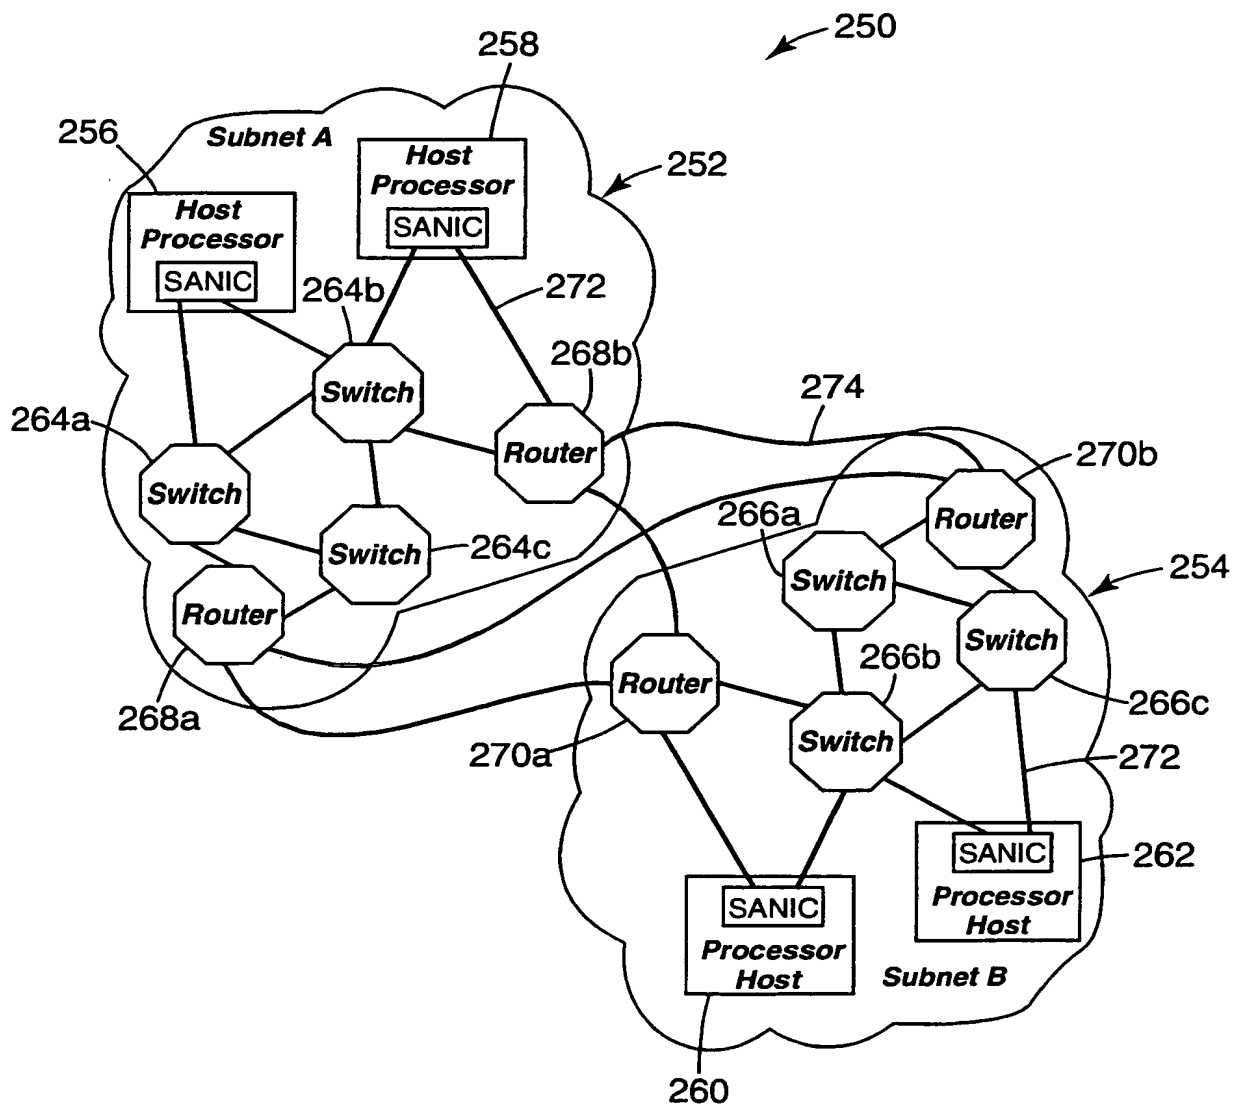 250
258
256
Subnet A
252
Host
Processor
SANIC
Host
Processor
SANIC
264b
272
268b
Switch
274
264a
Router
270b
Switch
266a
Router
Switch
264c
Switch
254
Router
Switch
266b
Router
266c
268a
Switch
270a
272
SANIC
262
Processor
Host
SANIC
Processor
Host
Subnet B
260